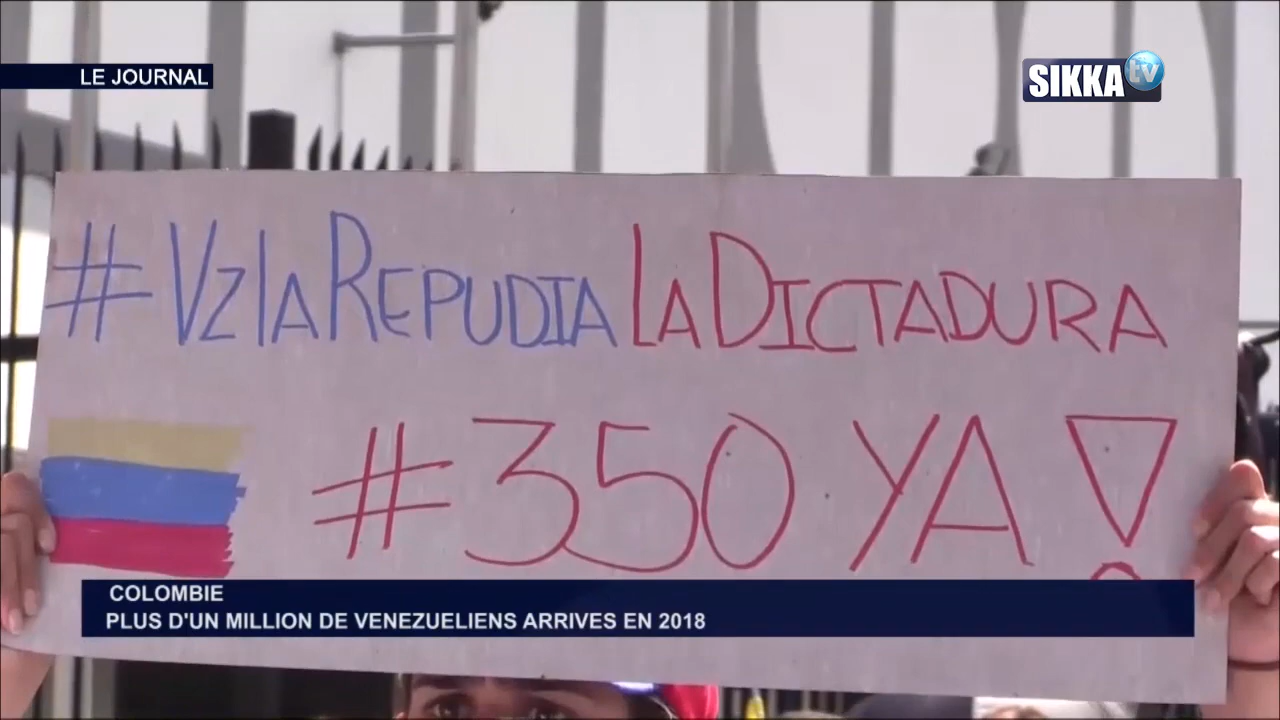 LE JOURNAL
SIKKA tv
#VzlaRepudiaLaDictadura
#350 YA!
COLOMBIE
PLUS D'UN MILLION DE VENEZUELIENS ARRIVES EN 2018